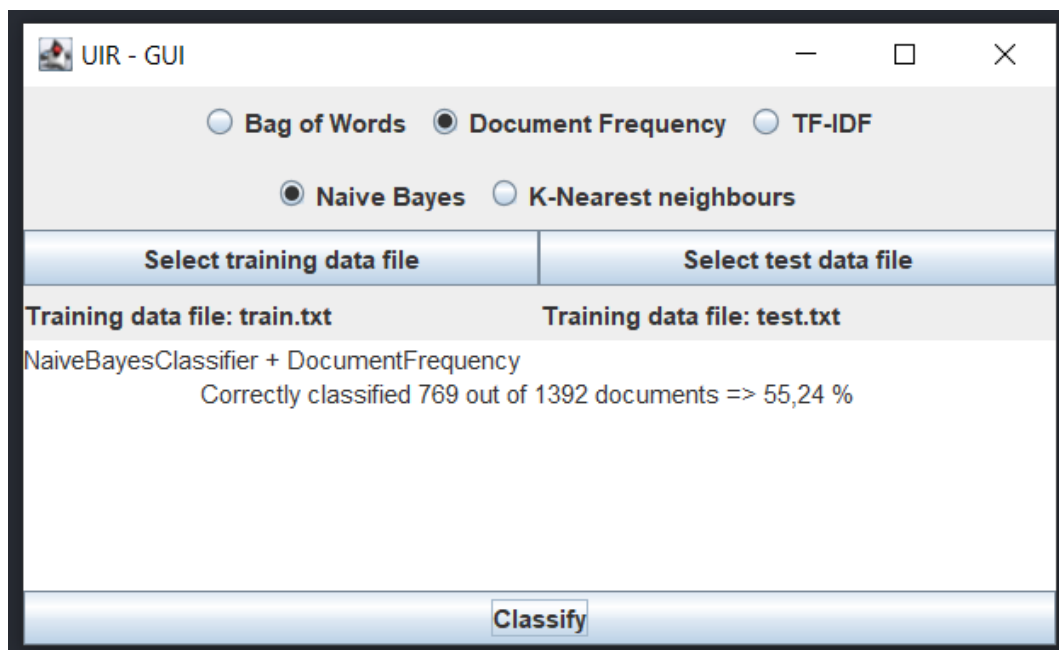 UIR - GUI
Bag of Words Document Frequency TF-IDF
Naive Bayes K-Nearest neighbours
Select training data file Select test data file
Training data file: train.txt Training data file: test.txt
NaiveBayesClassifier + DocumentFrequency
Correctly classified 769 out of 1392 documents => 55,24 %
Classify